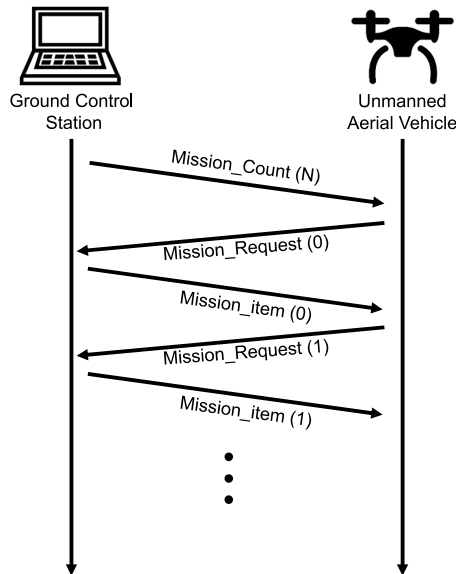 Ground Control
Station
Unmanned
Aerial Vehicle
Mission_Count (N)
Mission_Request (0)
Mission_item (0)
Mission_Request (1)
Mission_item (1)